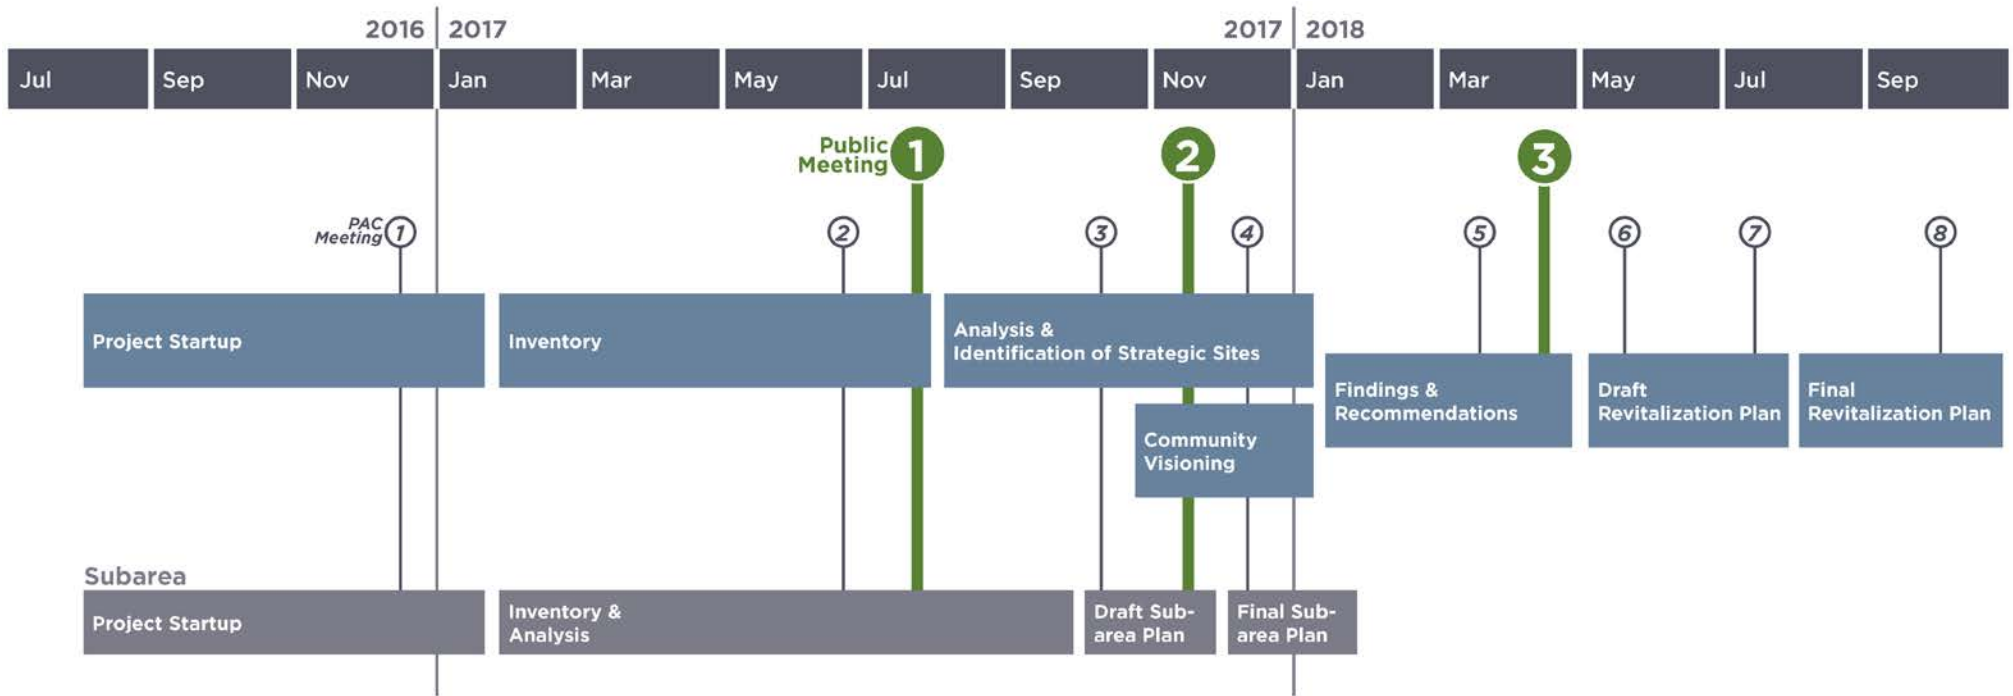 2016 2017
2017 2018
Jul Sep Nov Jan Mar May Jul Sep Nov Jan Mar May Jul Sep
Public
Meeting
1 2 3
PAC
Meeting
1 2 3 4 5 6 7 8
Project Startup
Inventory
Analysis &
Identification of Strategic Sites
Community
Visioning
Findings &
Recommendations
Draft
Revitalization Plan
Final
Revitalization Plan
Subarea
Project Startup
Inventory &
Analysis
Draft Sub-
area Plan
Final Sub-
area Plan